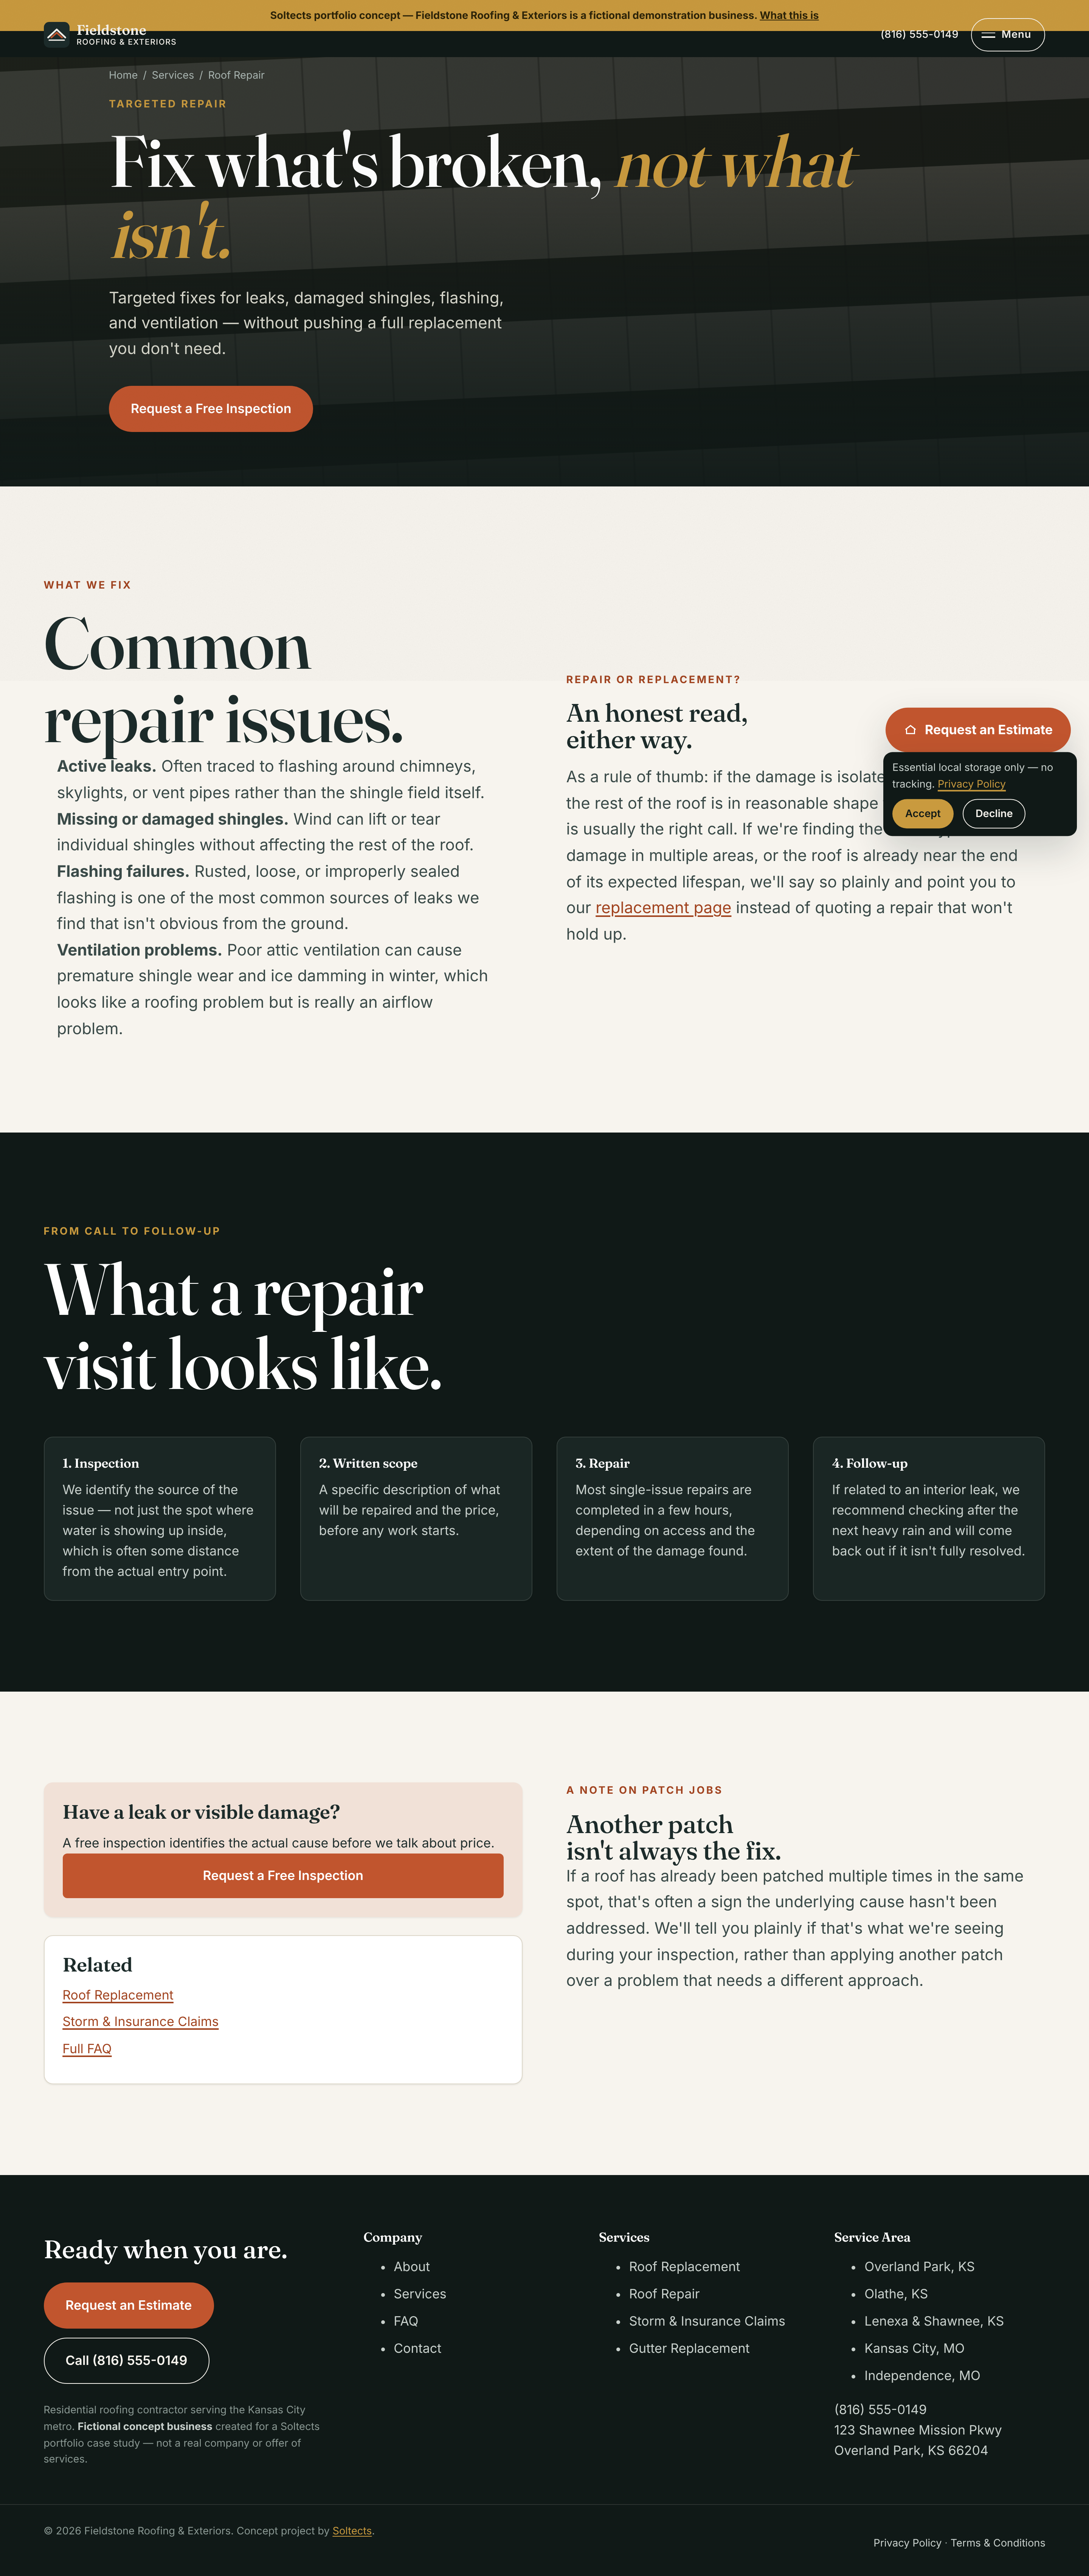 Soltects portfolio concept — Fieldstone Roofing & Exteriors is a fictional demonstration business. What this is
Fieldstone
ROOFING & EXTERIORS
(816) 555-0149
Menu
Home / Services / Roof Repair
TARGETED REPAIR
Fix what's broken, not what
isn't.
Targeted fixes for leaks, damaged shingles, flashing,
and ventilation — without pushing a full replacement
you don't need.
Request a Free Inspection
WHAT WE FIX
Common
repair issues.
Active leaks. Often traced to flashing around chimneys,
skylights, or vent pipes rather than the shingle field itself.
Missing or damaged shingles. Wind can lift or tear
individual shingles without affecting the rest of the roof.
Flashing failures. Rusted, loose, or improperly sealed
flashing is one of the most common sources of leaks we
find that isn't obvious from the ground.
Ventilation problems. Poor attic ventilation can cause
premature shingle wear and ice damming in winter, which
looks like a roofing problem but is really an airflow
problem.
REPAIR OR REPLACEMENT?
An honest read,
either way.
As a rule of thumb: if the damage is isolate
the rest of the roof is in reasonable shape
is usually the right call. If we're finding the
damage in multiple areas, or the roof is already near the end
of its expected lifespan, we'll say so plainly and point you to
our replacement page instead of quoting a repair that won't
hold up.
Request an Estimate
Essential local storage only — no
tracking. Privacy Policy
Accept
Decline
FROM CALL TO FOLLOW-UP
What a repair
visit looks like.
1. Inspection
We identify the source of the
issue — not just the spot where
water is showing up inside,
which is often some distance
from the actual entry point.
2. Written scope
A specific description of what
will be repaired and the price,
before any work starts.
3. Repair
Most single-issue repairs are
completed in a few hours,
depending on access and the
extent of the damage found.
4. Follow-up
If related to an interior leak, we
recommend checking after the
next heavy rain and will come
back out if it isn't fully resolved.
Have a leak or visible damage?
A free inspection identifies the actual cause before we talk about price.
Request a Free Inspection
Related
Roof Replacement
Storm & Insurance Claims
Full FAQ
A NOTE ON PATCH JOBS
Another patch
isn't always the fix.
If a roof has already been patched multiple times in the same
spot, that's often a sign the underlying cause hasn't been
addressed. We'll tell you plainly if that's what we're seeing
during your inspection, rather than applying another patch
over a problem that needs a different approach.
Ready when you are.
Request an Estimate
Call (816) 555-0149
Residential roofing contractor serving the Kansas City
metro. Fictional concept business created for a Soltects
portfolio case study — not a real company or offer of
services.
Company
• About
• Services
• FAQ
• Contact
Services
• Roof Replacement
• Roof Repair
• Storm & Insurance Claims
• Gutter Replacement
Service Area
• Overland Park, KS
• Olathe, KS
• Lenexa & Shawnee, KS
• Kansas City, MO
• Independence, MO
(816) 555-0149
123 Shawnee Mission Pkwy
Overland Park, KS 66204
© 2026 Fieldstone Roofing & Exteriors. Concept project by Soltects.
Privacy Policy · Terms & Conditions